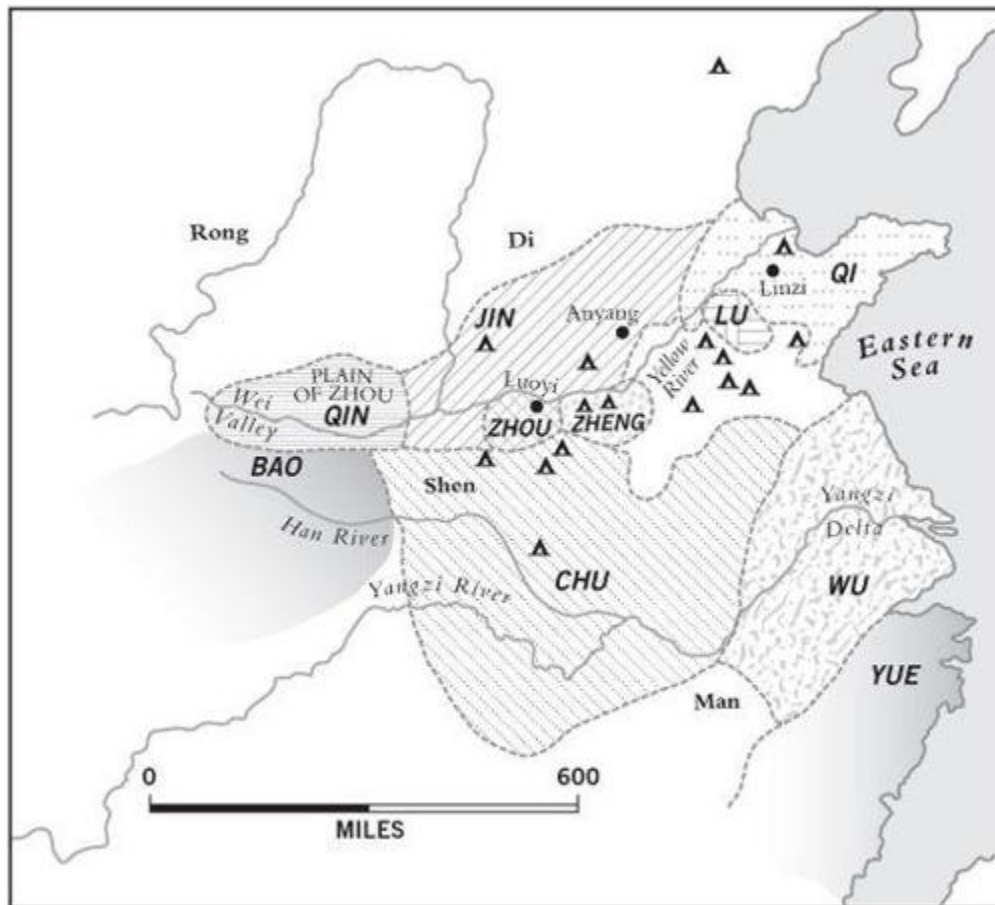 Rong
Di
QI
Linzi
LU
JIN
Anyang
Eastern
Sea
Yellow
River
PLAIN
OF ZHOU
Luoyi
Wei
Valley
QIN
ZHOU
ZHENG
BAO
Shen
Yangzi
Delta
Han River
CHU
WU
Yangzi River
YUE
Man
0
600
MILES